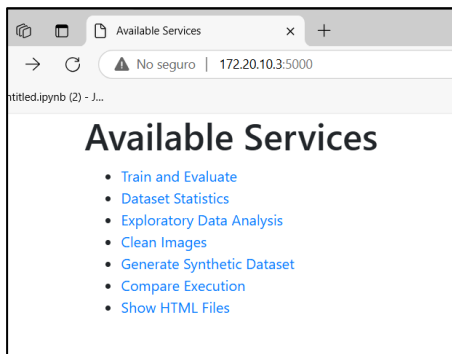 Available Services
No seguro | 172.20.10.3:5000
ntitled.ipynb (2) - J...
Available Services
Train and Evaluate
Dataset Statistics
Exploratory Data Analysis
Clean Images
Generate Synthetic Dataset
Compare Execution
Show HTML Files